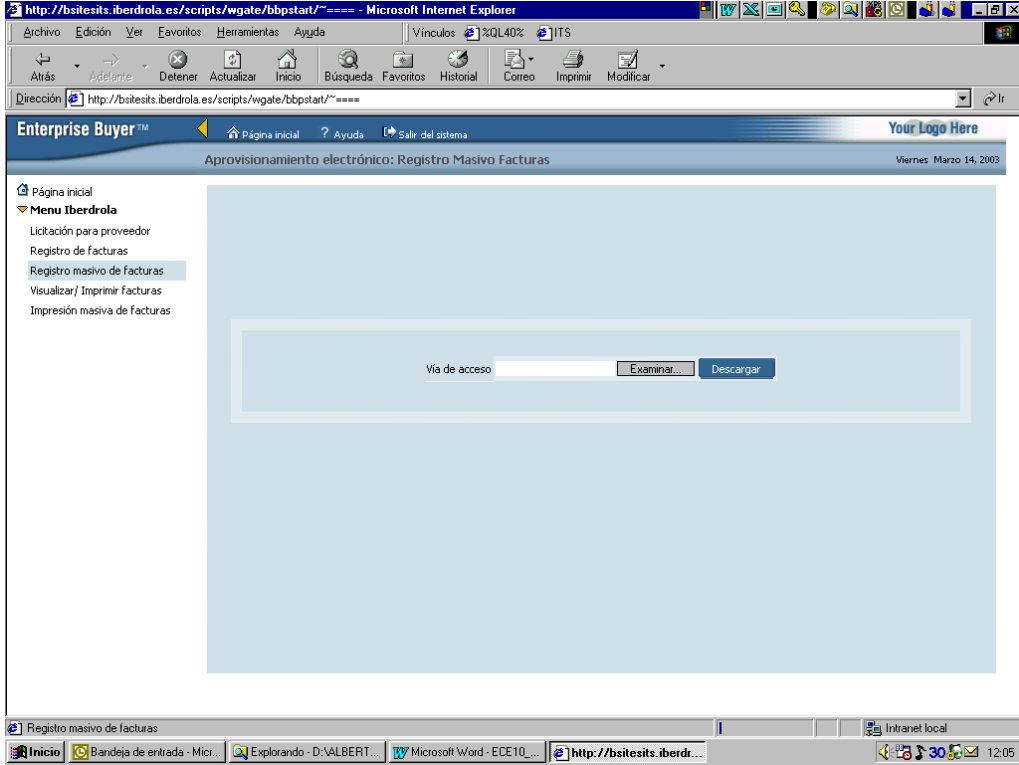 http://bsitesits.iberdrola.es/scripts/wgate/bbpstart/~==== - Microsoft Internet Explorer
Archivo Edición Ver Favoritos Herramientas Ayuda Vínculos %QL40% ITS
Atrás Adelante Detener Actualizar Inicio Búsqueda Favoritos Historial Correo Imprimir Modificar
Dirección http://bsitesits.iberdrola.es/scripts/wgate/bbpstart/~==== Ir
Enterprise Buyer™ Página inicial ? Ayuda Salir del sistema Your Logo Here
Aprovisionamiento electrónico: Registro Masivo Facturas Viernes Marzo 14, 2003
Página inicial
Menu Iberdrola
Licitación para proveedor
Registro de facturas
Registro masivo de facturas
Visualizar/ Imprimir facturas
Impresión masiva de facturas
Vía de acceso Examinar... Descargar
Registro masivo de facturas Intranet local
Inicio Bandeja de entrada - Micr... Explorando - D:\ALBERT... Microsoft Word - ECE10_... http://bsitesits.iberdr... 30 12:05